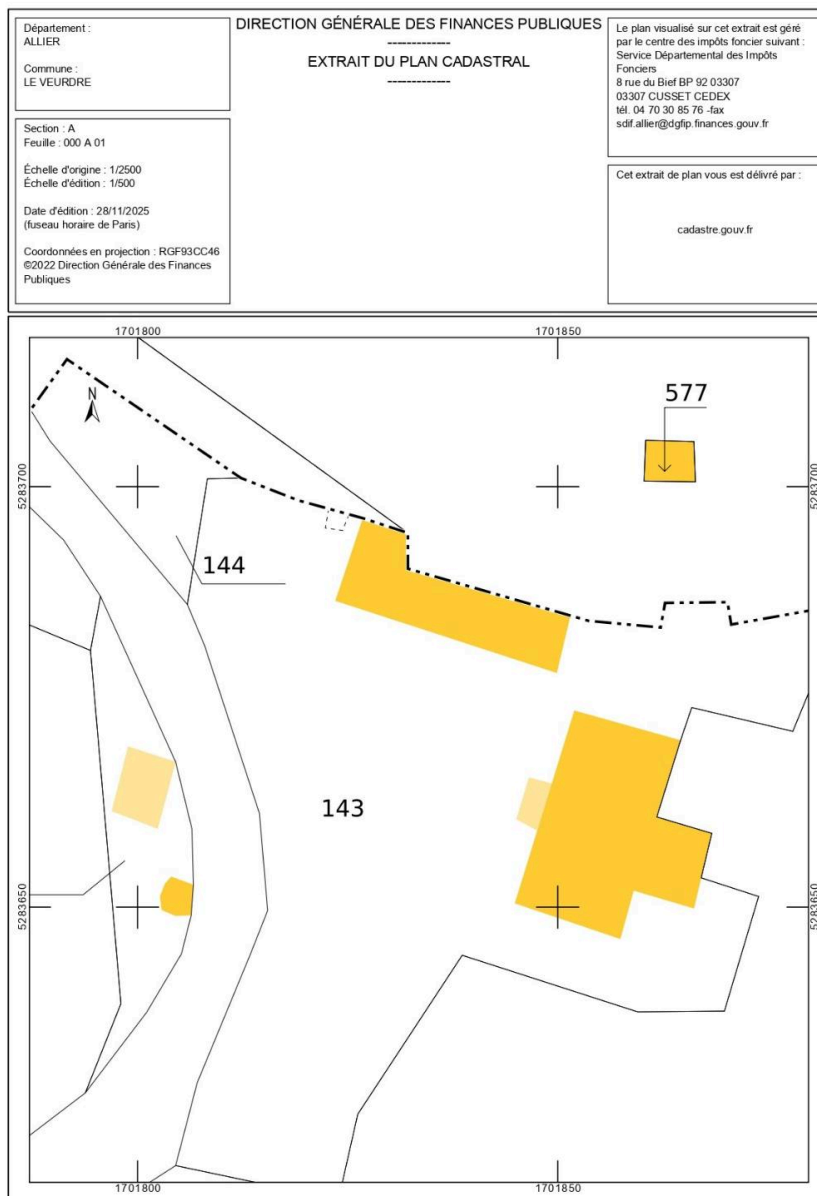 Département :
ALLIER
Commune :
LE VEURDRE
Section : A
Feuille : 000 A 01
Échelle d'origine : 1/2500
Échelle d'édition : 1/500
Date d'édition : 28/11/2025
(fuseau horaire de Paris)
Coordonnées en projection : RGF93CC46
©2022 Direction Générale des Finances
Publiques
DIRECTION GÉNÉRALE DES FINANCES PUBLIQUES
-------------
EXTRAIT DU PLAN CADASTRAL
-------------
Le plan visualisé sur cet extrait est géré
par le centre des impôts foncier suivant :
Service Départemental des Impôts
Fonciers
8 rue du Bief BP 92 03307
03307 CUSSET CEDEX
tél. 04 70 30 85 76 -fax
sdif.allier@dgfip.finances.gouv.fr
Cet extrait de plan vous est délivré par :
cadastre.gouv.fr
1701800
1701850
N
577
5283700
5283700
144
143
5283650
5283650
1701800
1701850